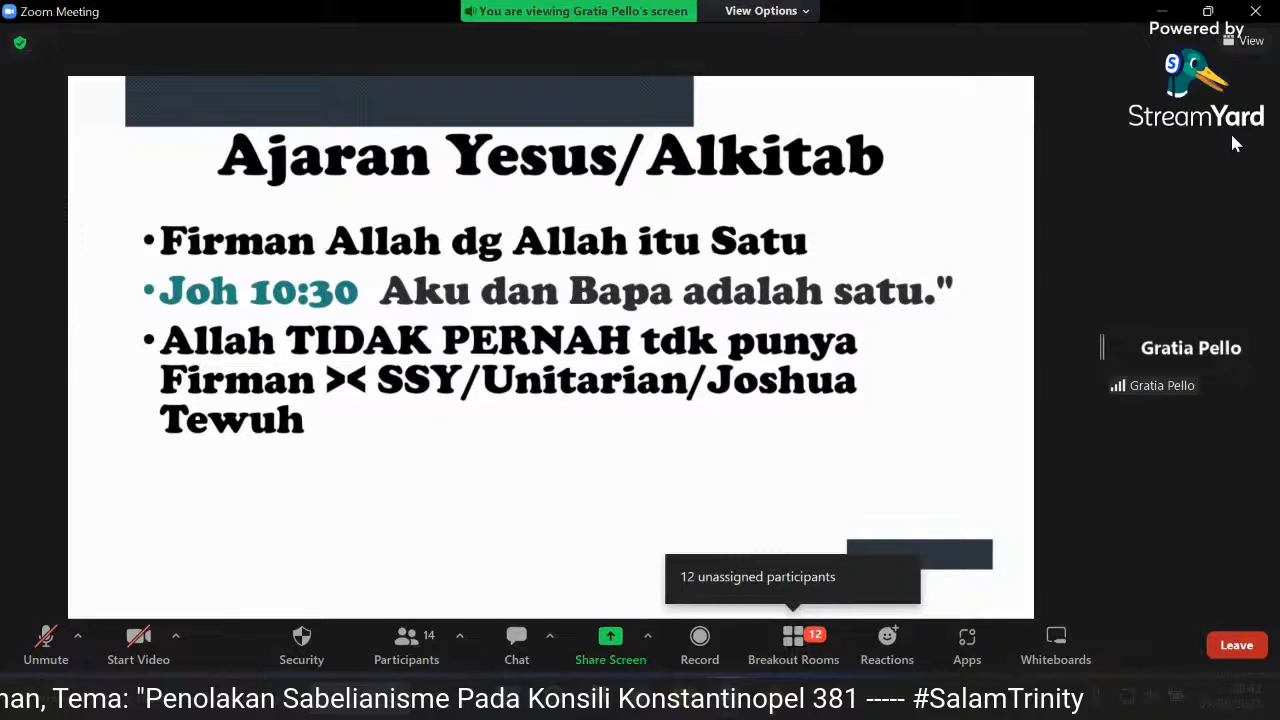 Zoom Meeting
You are viewing Gratia Pello's screen
View Options
Powered by
View
S
StreamYard
Ajaran Yesus/Alkitab
•Firman Allah dg Allah itu Satu
•Joh 10:30 Aku dan Bapa adalah satu."
•Allah TIDAK PERNAH tdk punya
Firman >< SSY/Unitarian/Joshua
Tewuh
Gratia Pello
Gratia Pello
12 unassigned participants
14
12
Unmute
Start Video
Security
Participants
Chat
Share Screen
Record
Breakout Rooms
Reactions
Apps
Whiteboards
Leave
nan, Tema: "Penolakan Sabelianisme Pada Konsili Konstantinopel 381 ----- #SalamTrinity